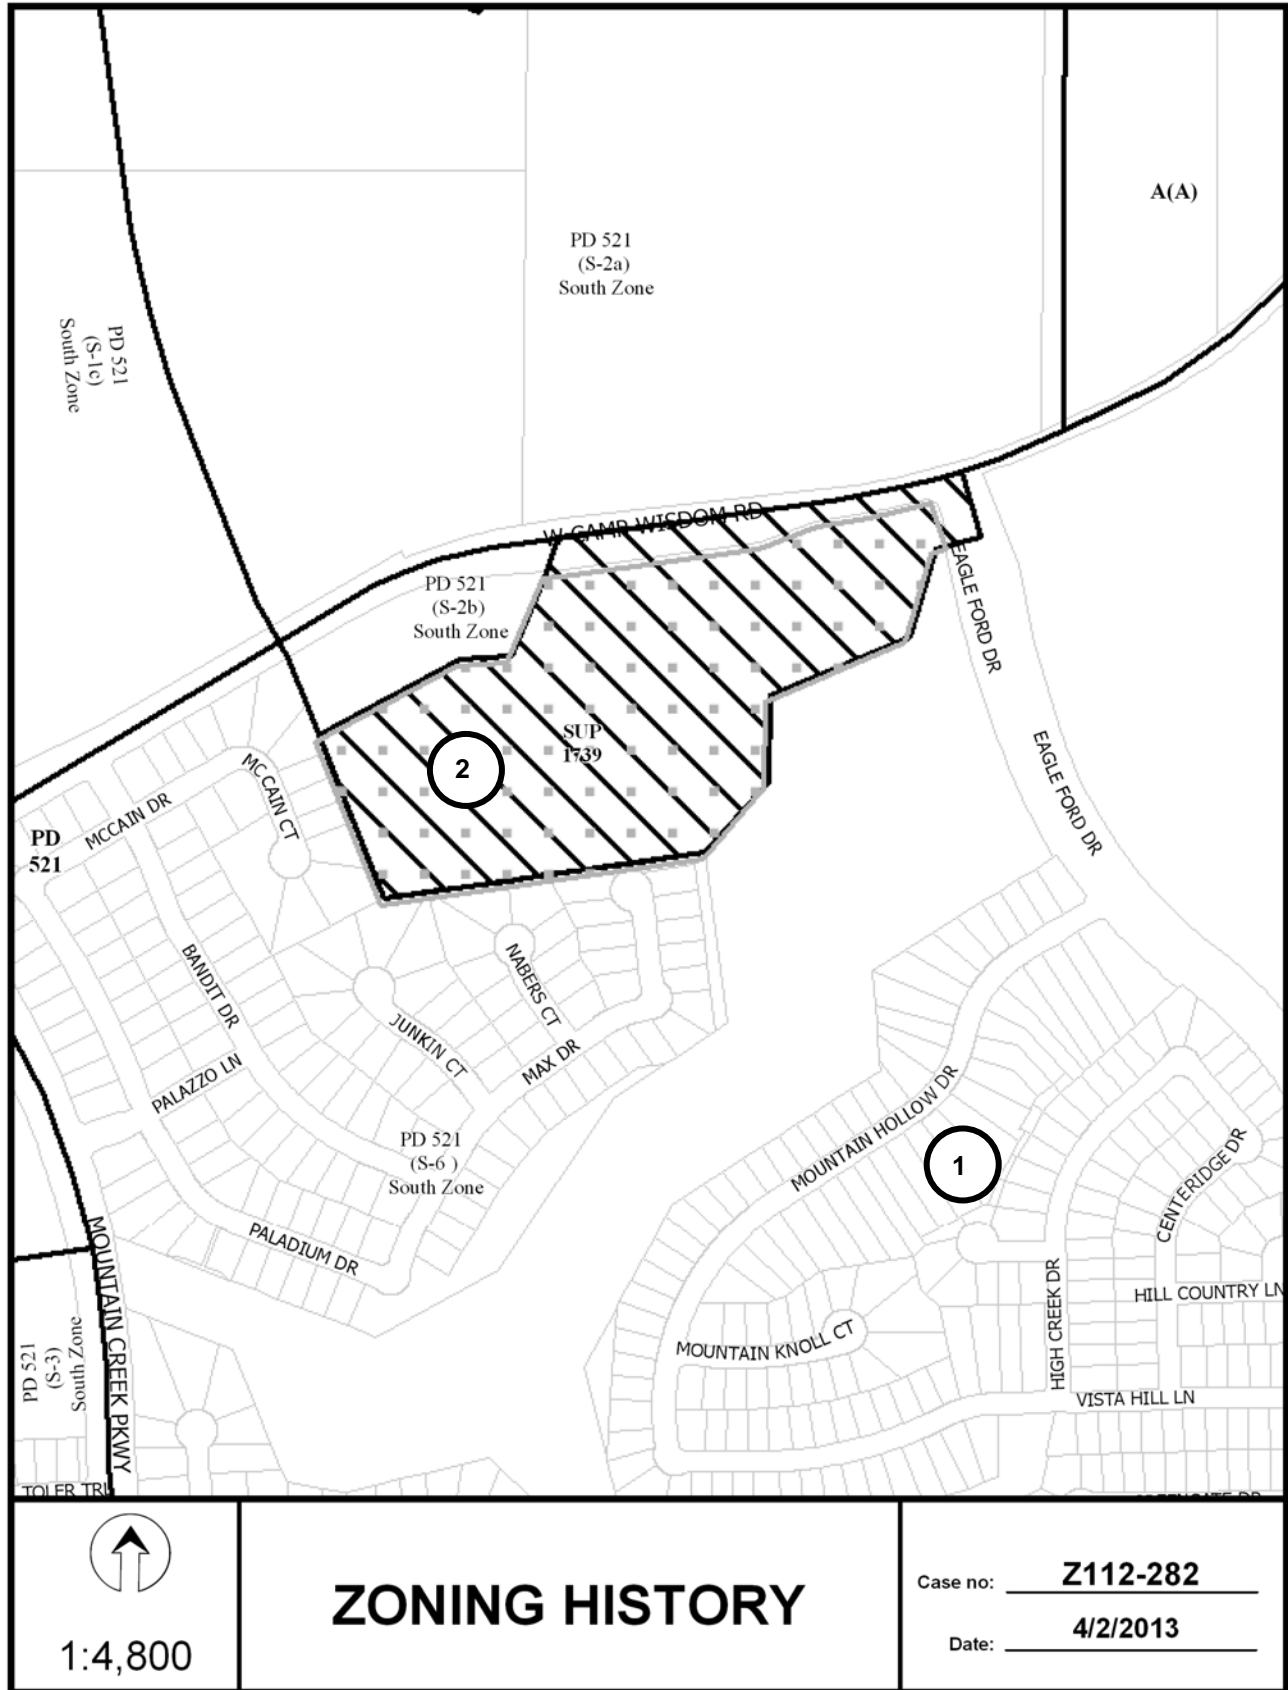 A(A)
PD 521
(S-2a)
South Zone
PD 521
(S-1c)
South Zone
W CAMP WISDOM RD
PD 521
(S-2b)
South Zone
EAGLE FORD DR
SUP
1739
2
EAGLE FORD DR
MC CAIN CT
MCCAIN DR
PD
521
BANDIT DR
NABERS CT
JUNKIN CT
MAX DR
PALAZZO LN
PD 521
(S-6 )
South Zone
MOUNTAIN HOLLOW DR
1
CENTERIDGE DR
PALADIUM DR
MOUNTAIN CREEK PKWY
HILL COUNTRY LN
HIGH CREEK DR
MOUNTAIN KNOLL CT
PD 521
(S-3)
South Zone
VISTA HILL LN
TOLER TRL
1:4,800
ZONING HISTORY
Case no: Z112-282
Date: 4/2/2013